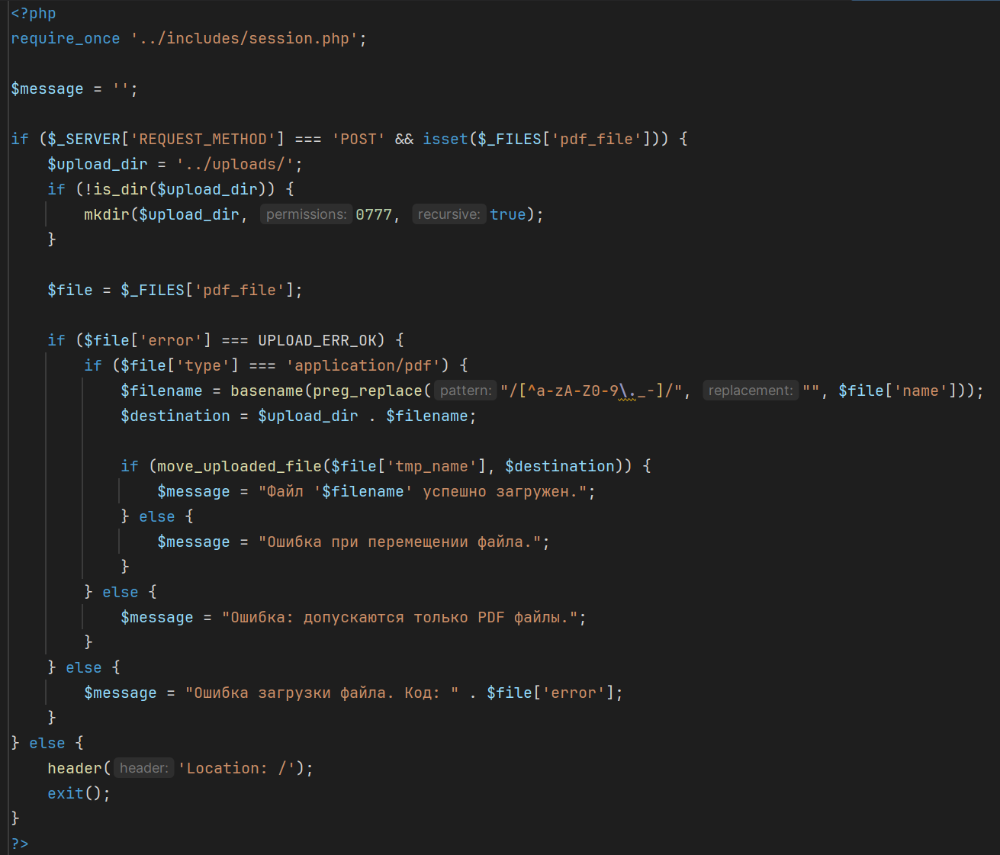 <?php
require_once '../includes/session.php';
$message = '';
if ($_SERVER['REQUEST_METHOD'] === 'POST' && isset($_FILES['pdf_file'])) {
    $upload_dir = '../uploads/';
    if (!is_dir($upload_dir)) {
        mkdir($upload_dir, permissions: 0777, recursive: true);
    }
    $file = $_FILES['pdf_file'];
    if ($file['error'] === UPLOAD_ERR_OK) {
        if ($file['type'] === 'application/pdf') {
            $filename = basename(preg_replace( pattern: "/[^a-zA-Z0-9\._-]/", replacement: "", $file['name']));
            $destination = $upload_dir . $filename;
            if (move_uploaded_file($file['tmp_name'], $destination)) {
                $message = "Файл '$filename' успешно загружен.";
            } else {
                $message = "Ошибка при перемещении файла.";
            }
        } else {
            $message = "Ошибка: допускаются только PDF файлы.";
        }
    } else {
        $message = "Ошибка загрузки файла. Код: " . $file['error'];
    }
} else {
    header( header: 'Location: /');
    exit();
}
?>